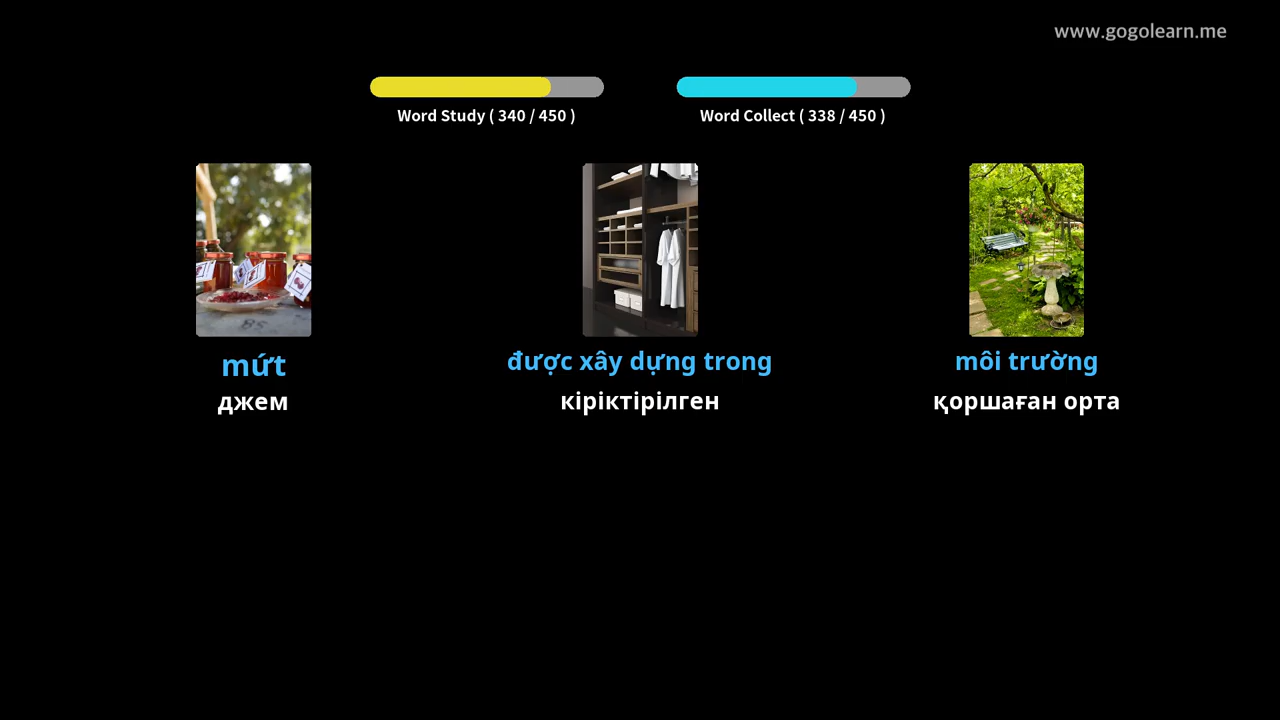 www.gogolearn.me
Word Study ( 340 / 450 )
Word Collect ( 338 / 450 )
mứt
được xây dựng trong
môi trường
джем
кіріктірілген
қоршаған орта